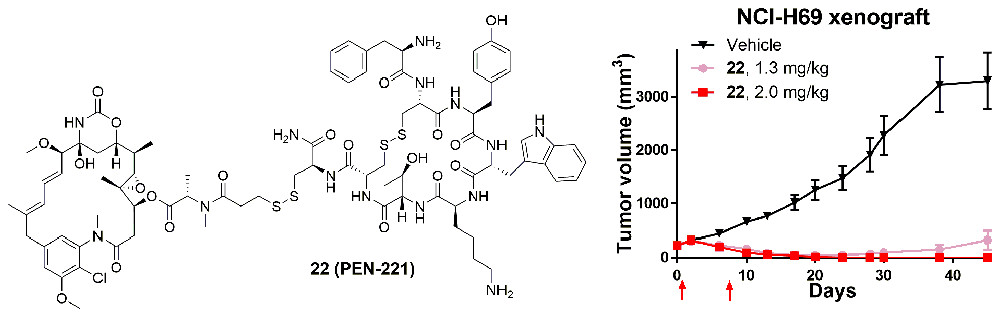 NCI-H69 xenograft
Vehicle
22, 1.3 mg/kg
22, 2.0 mg/kg
Tumor volume (mm³)
3000
2000
1000
0
0
10
20
30
40
Days
OH
NH₂
O
NH
O
H
N
O
O
HN
O
H
N
O
NH
HN
O
S
S
OH
H₂N
O
N
H
O
N
H
O
H
N
H
O
NH
O
S
S
O
HN
O
O
OH
H
O
O
O
N
O
N
O
Cl
O
NH₂
22 (PEN-221)